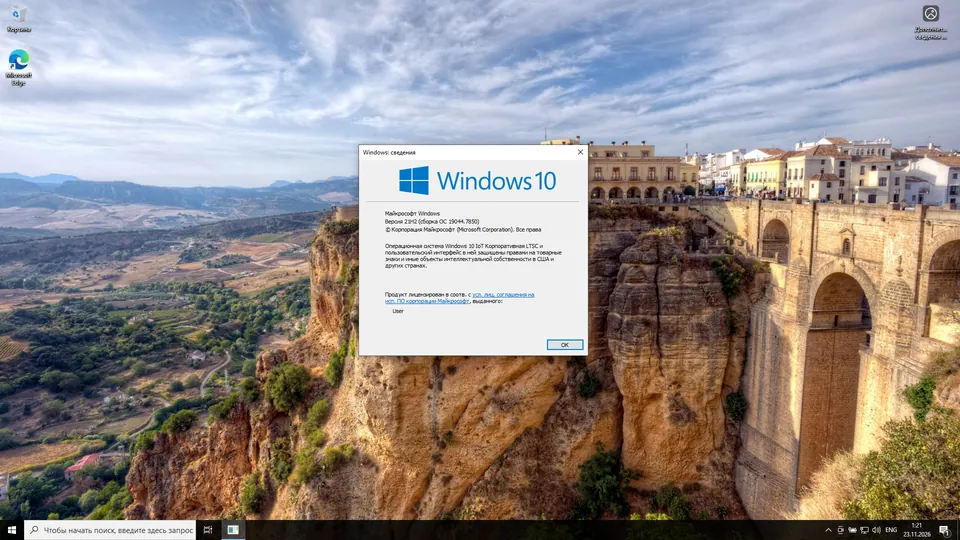 Корзина
Microsoft
Edge
Дополнит...
сведения ...
Windows: сведения
Windows 10
Майкрософт Windows
Версия 21H2 (сборка ОС 19044.7850)
© Корпорация Майкрософт (Microsoft Corporation). Все права
Операционная система Windows 10 IoT Корпоративная LTSC и
пользовательский интерфейс в ней защищены правами на товарные
знаки и иные объекты интеллектуальной собственности в США и
других странах.
Продукт лицензирован в соотв. с усл. лиц. соглашения на
исп. ПО корпорации Майкрософт, выданного:
User
OK
Чтобы начать поиск, введите здесь запрос
ENG
1:21
23.11.2026